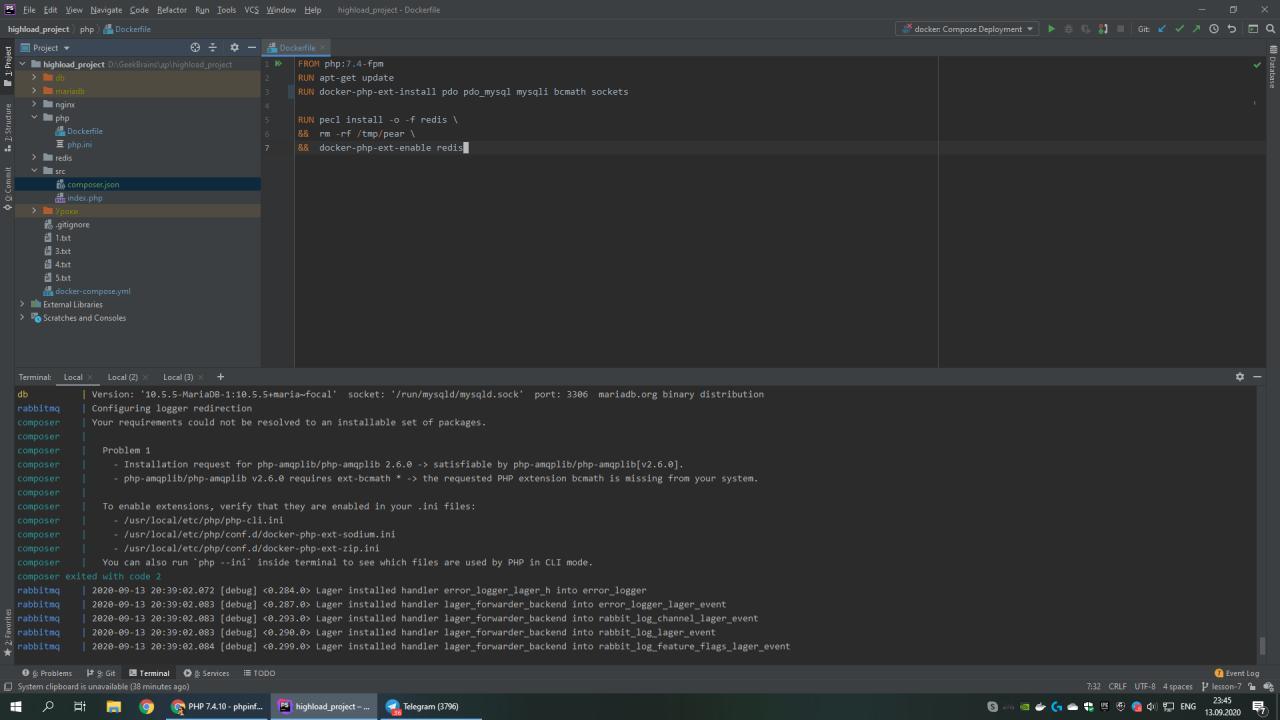 PS File Edit View Navigate Code Refactor Run Tools VCS Window Help highload_project - Dockerfile
highload_project php Dockerfile docker: Compose Deployment Git:
Project Dockerfile
1: Project
7: Structure
0: Commit
2: Favorites
Database
highload_project D:\GeekBrains\др\highload_project
db
mariadb
nginx
php
Dockerfile
php.ini
redis
src
composer.json
index.php
Уроки
.gitignore
1.txt
3.txt
4.txt
5.txt
docker-compose.yml
External Libraries
Scratches and Consoles
1 FROM php:7.4-fpm
2 RUN apt-get update
3 RUN docker-php-ext-install pdo pdo_mysql mysqli bcmath sockets
4
5 RUN pecl install -o -f redis \
6 && rm -rf /tmp/pear \
7 && docker-php-ext-enable redis
Terminal: Local × Local (2) × Local (3) × +
db | Version: '10.5.5-MariaDB-1:10.5.5+maria~focal' socket: '/run/mysqld/mysqld.sock' port: 3306 mariadb.org binary distribution
rabbitmq | Configuring logger redirection
composer | Your requirements could not be resolved to an installable set of packages.
composer |
composer | Problem 1
composer | - Installation request for php-amqplib/php-amqplib 2.6.0 -> satisfiable by php-amqplib/php-amqplib[v2.6.0].
composer | - php-amqplib/php-amqplib v2.6.0 requires ext-bcmath * -> the requested PHP extension bcmath is missing from your system.
composer |
composer | To enable extensions, verify that they are enabled in your .ini files:
composer | - /usr/local/etc/php/php-cli.ini
composer | - /usr/local/etc/php/conf.d/docker-php-ext-sodium.ini
composer | - /usr/local/etc/php/conf.d/docker-php-ext-zip.ini
composer | You can also run `php --ini` inside terminal to see which files are used by PHP in CLI mode.
composer exited with code 2
rabbitmq | 2020-09-13 20:39:02.072 [debug] <0.284.0> Lager installed handler error_logger_lager_h into error_logger
rabbitmq | 2020-09-13 20:39:02.083 [debug] <0.287.0> Lager installed handler lager_forwarder_backend into error_logger_lager_event
rabbitmq | 2020-09-13 20:39:02.083 [debug] <0.293.0> Lager installed handler lager_forwarder_backend into rabbit_log_channel_lager_event
rabbitmq | 2020-09-13 20:39:02.083 [debug] <0.290.0> Lager installed handler lager_forwarder_backend into rabbit_log_lager_event
rabbitmq | 2020-09-13 20:39:02.084 [debug] <0.299.0> Lager installed handler lager_forwarder_backend into rabbit_log_feature_flags_lager_event
6: Problems 9: Git Terminal 8: Services TODO Event Log
System clipboard is unavailable (38 minutes ago) 7:32 CRLF UTF-8 4 spaces lesson-7
PHP 7.4.10 - phpinf... highload_project – ... Telegram (3796) ENG 23:45
13.09.2020